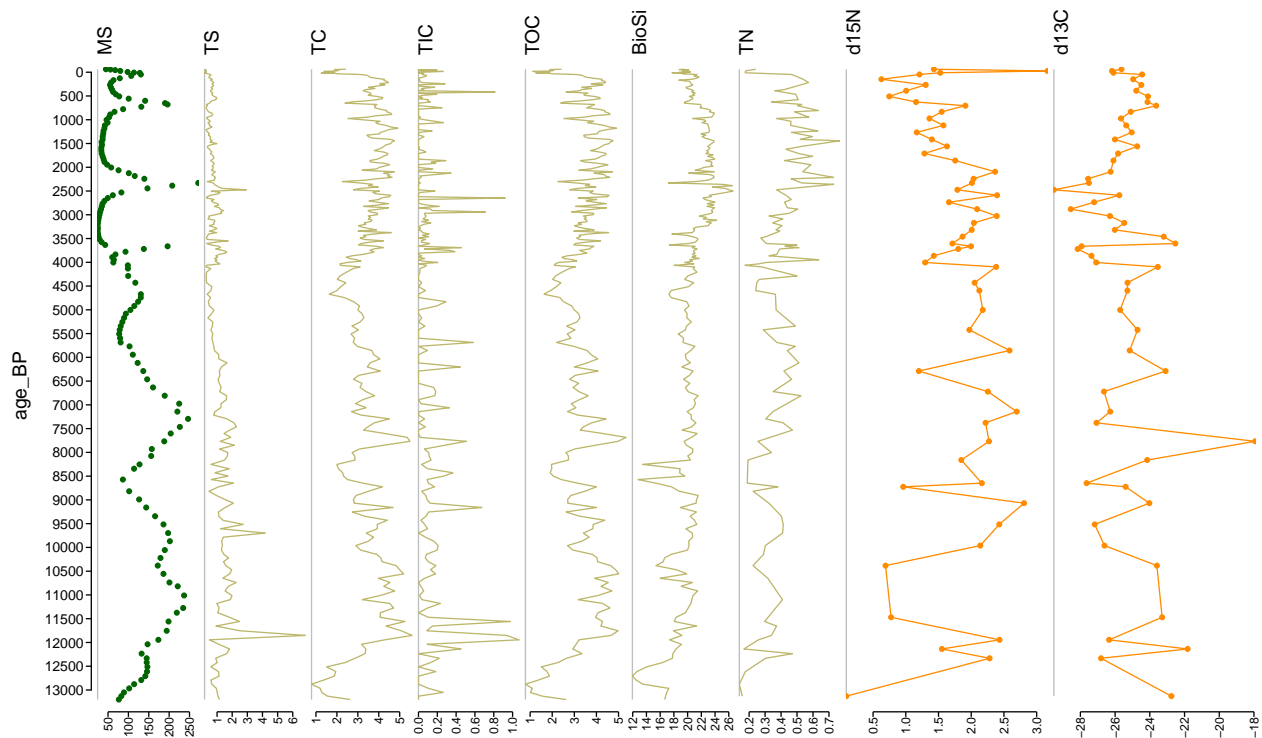 MS
TS
TC
TIC
TOC
BioSi
TN
d15N
d13C
age_BP
0
500
1000
1500
2000
2500
3000
3500
4000
4500
5000
5500
6000
6500
7000
7500
8000
8500
9000
9500
10000
10500
11000
11500
12000
12500
13000
50 100 150 200 250
1 2 3 4 5 6
1 2 3 4 5
0.0 0.2 0.4 0.6 0.8 1.0
1 2 3 4 5
12 14 16 18 20 22 24 26
0.2 0.3 0.4 0.5 0.6 0.7
0.5 1.0 1.5 2.0 2.5 3.0
−28 −26 −24 −22 −20 −18